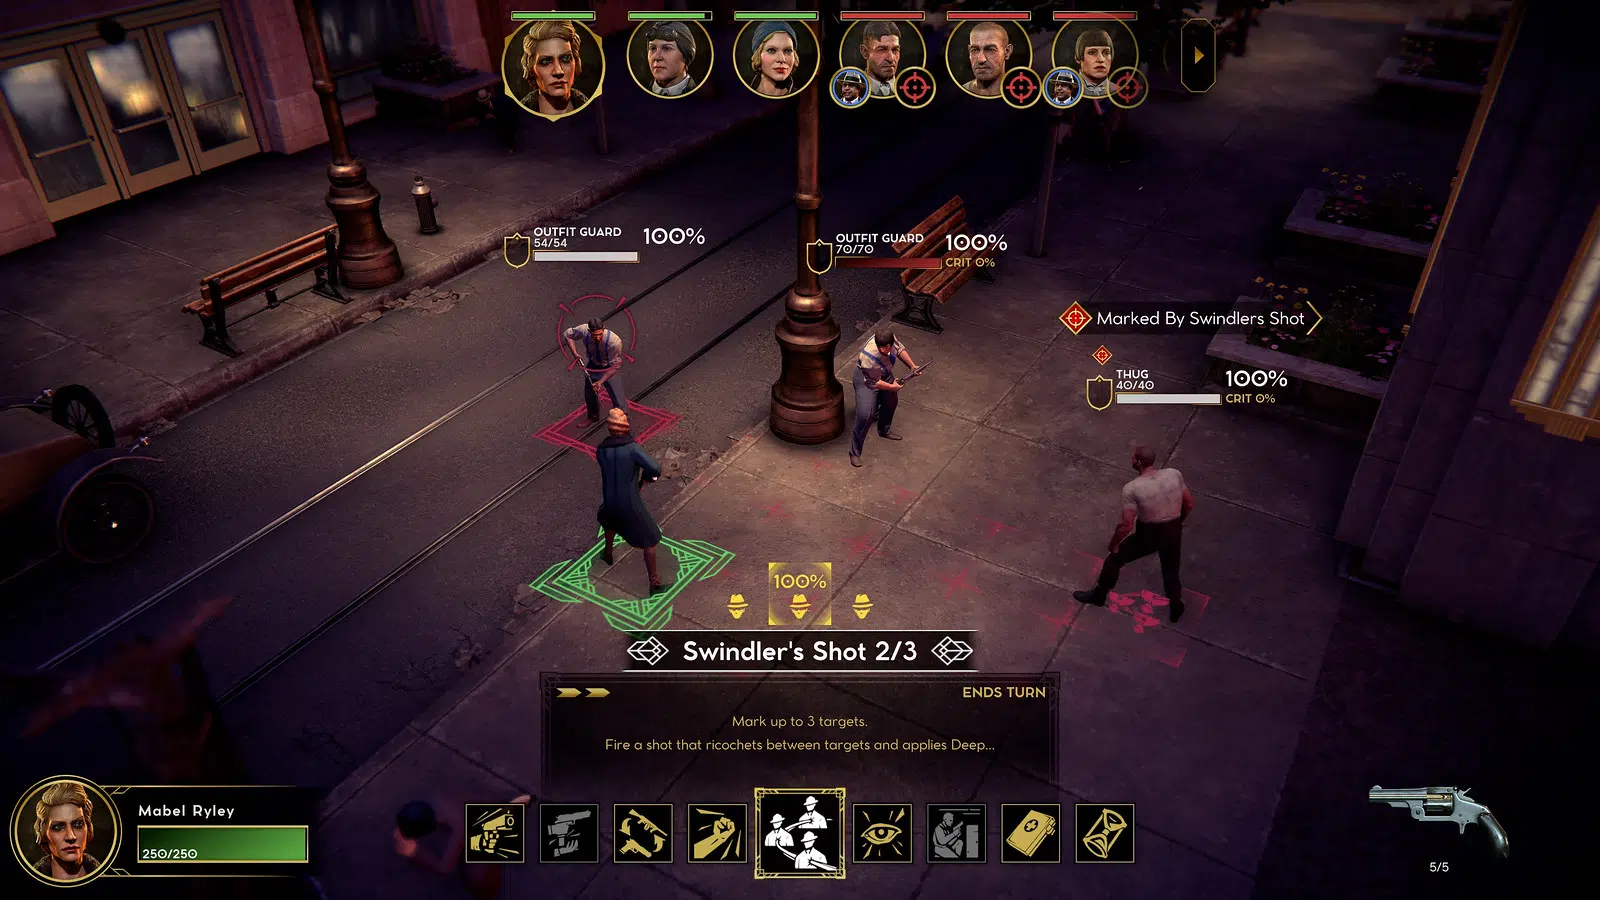 OUTFIT GUARD
54/54
100%
OUTFIT GUARD
70/70
100%
CRIT 0%
Marked By Swindlers Shot
THUG
40/40
100%
CRIT 0%
100%
Swindler's Shot 2/3
ENDS TURN
Mark up to 3 targets.
Fire a shot that ricochets between targets and applies Deep...
Mabel Ryley
250/250
5/5